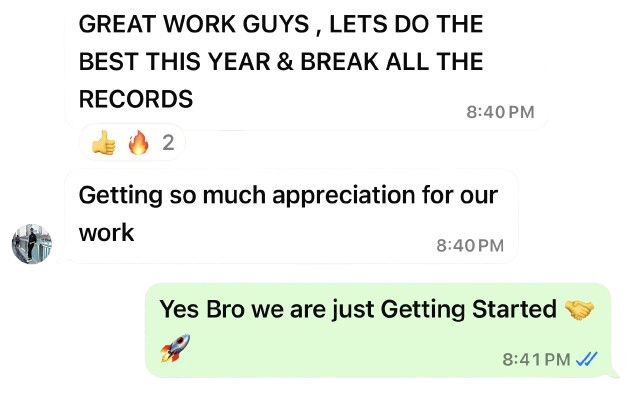 GREAT WORK GUYS , LETS DO THE
BEST THIS YEAR & BREAK ALL THE
RECORDS
8:40 PM
👍 🔥 2
Getting so much appreciation for our
work
8:40 PM
Yes Bro we are just Getting Started 🤝
🚀
8:41 PM